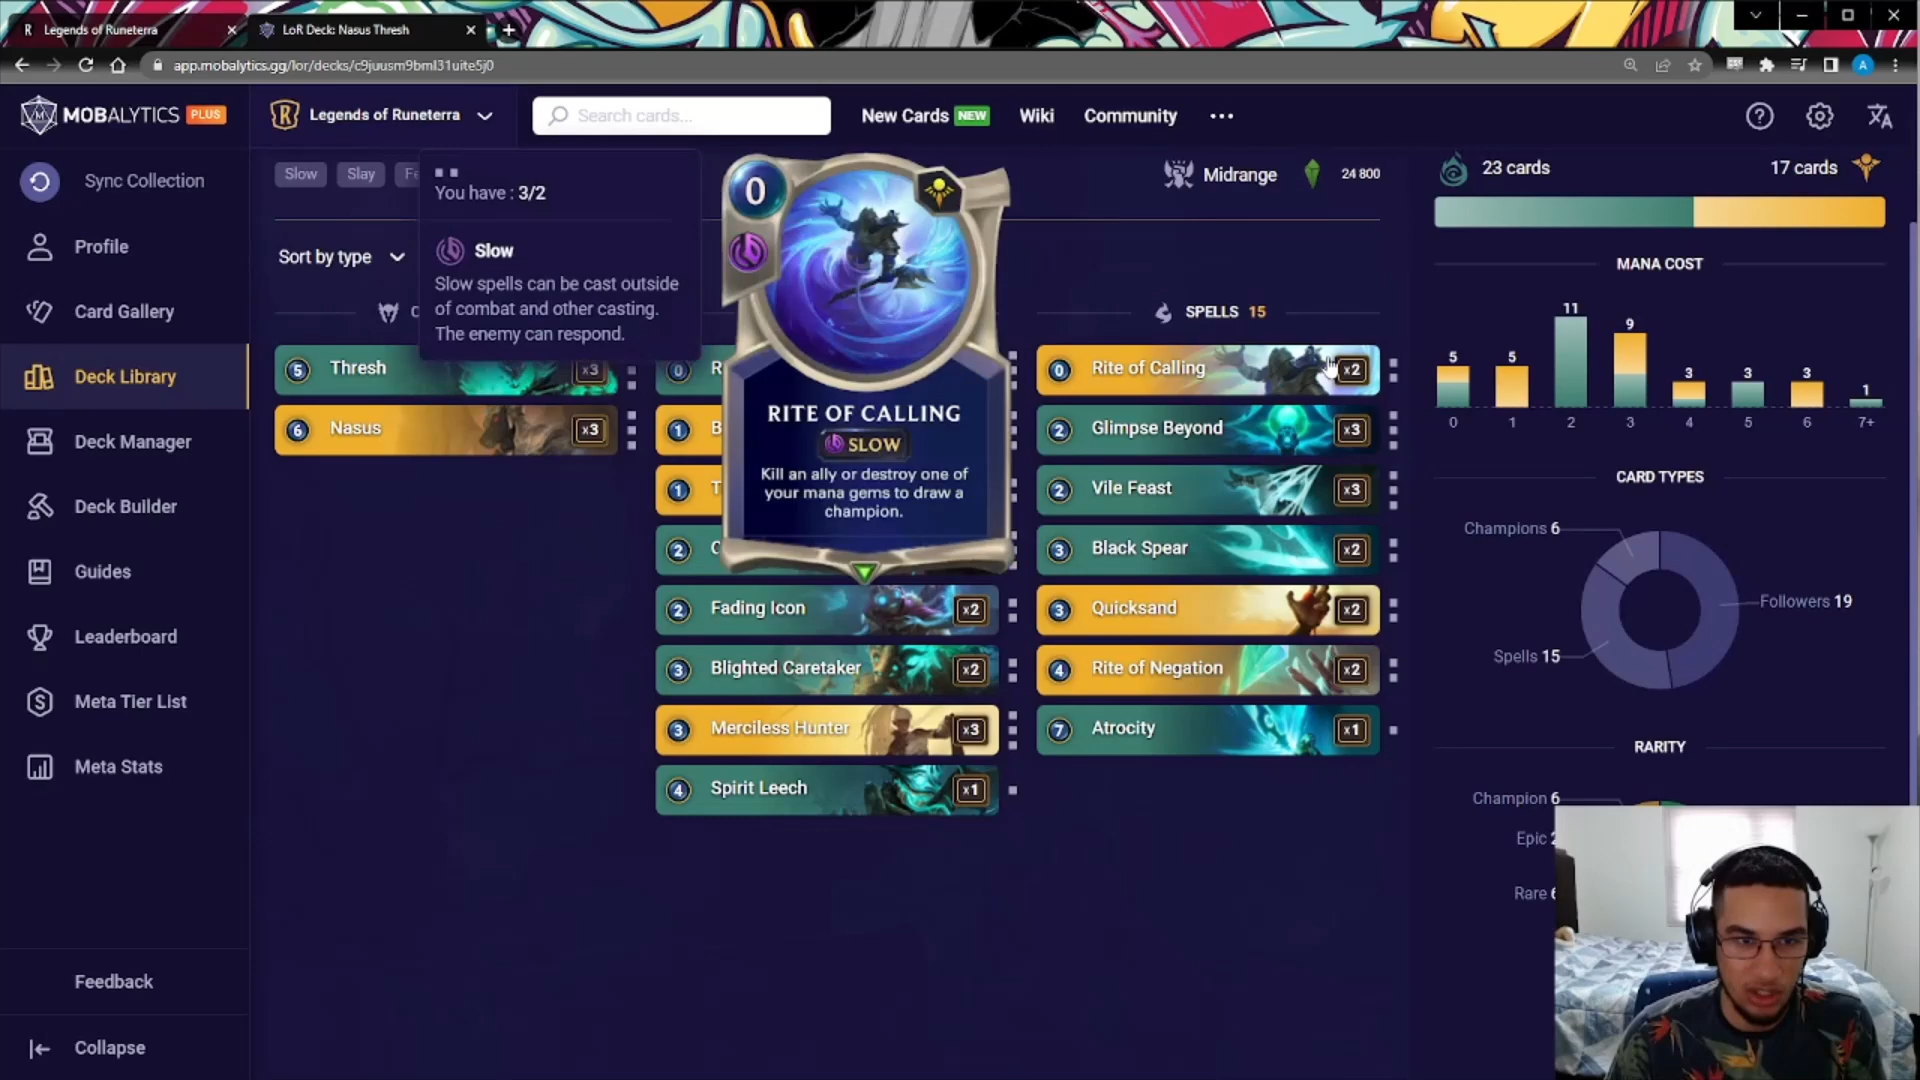 Legends of Runeterra
LoR Deck: Nasus Thresh
app.mobalytics.gg/lor/decks/c9juusm9bml31uite5j0
A
MOBALYTICS PLUS
Legends of Runeterra
Search cards...
New Cards NEW
Wiki
Community
Sync Collection
Profile
Card Gallery
Deck Library
Deck Manager
Deck Builder
Guides
Leaderboard
Meta Tier List
Meta Stats
Feedback
Collapse
Slow
Slay
You have : 3/2
Slow
Slow spells can be cast outside
of combat and other casting.
The enemy can respond.
Midrange
24 800
Sort by type
5 Thresh x3
6 Nasus x3
0 R
1 B
1 T
2 C
2 Fading Icon x2
3 Blighted Caretaker x2
3 Merciless Hunter x3
4 Spirit Leech x1
0
RITE OF CALLING
SLOW
Kill an ally or destroy one of
your mana gems to draw a
champion.
SPELLS 15
0 Rite of Calling x2
2 Glimpse Beyond x3
2 Vile Feast x3
3 Black Spear x2
3 Quicksand x2
4 Rite of Negation x2
7 Atrocity x1
23 cards
17 cards
MANA COST
5 5 11 9 3 3 3 1
0 1 2 3 4 5 6 7+
CARD TYPES
Champions 6
Followers 19
Spells 15
RARITY
Champion 6
Epic
Rare 6